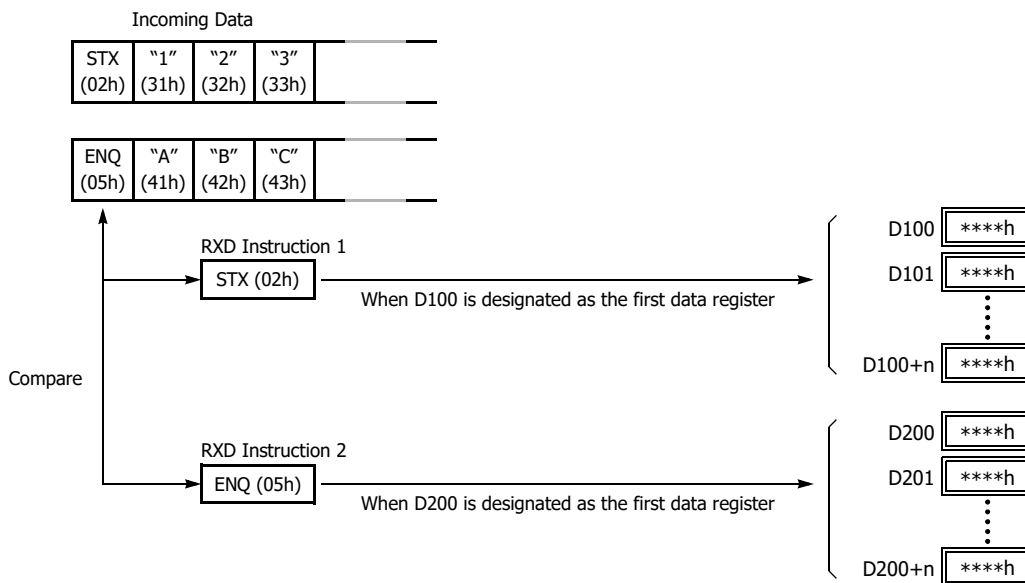 Incoming Data
STX “1” “2” “3”
(02h) (31h) (32h) (33h)
ENQ “A” “B” “C”
(05h) (41h) (42h) (43h)
RXD Instruction 1
STX (02h)
When D100 is designated as the first data register
D100 ****h
D101 ****h
D100+n ****h
Compare
RXD Instruction 2
ENQ (05h)
When D200 is designated as the first data register
D200 ****h
D201 ****h
D200+n ****h